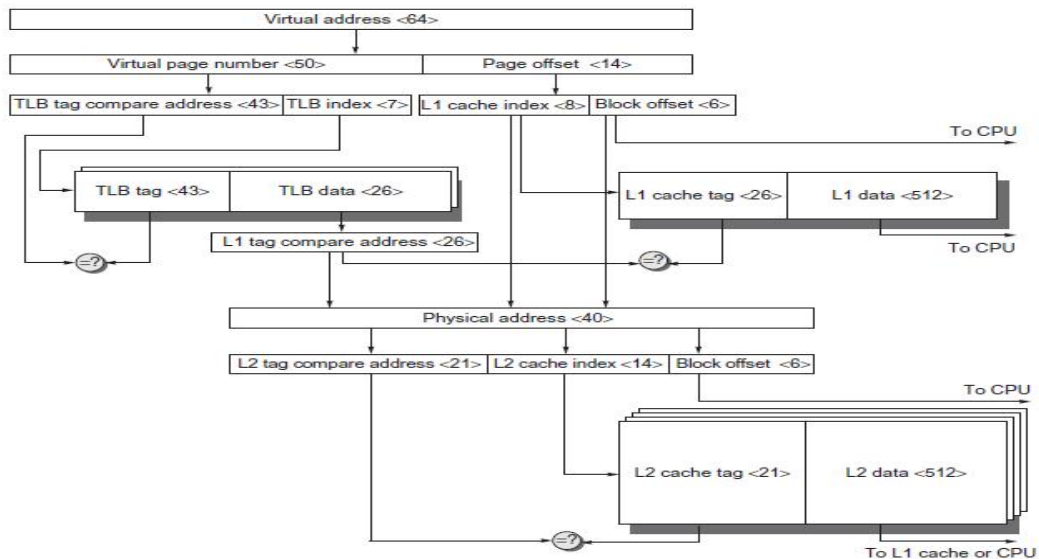 Virtual address <64>
Virtual page number <50>
Page offset <14>
TLB tag compare address <43>
TLB index <7>
L1 cache index <8>
Block offset <6>
To CPU
TLB tag <43>
TLB data <26>
L1 cache tag <26>
L1 data <512>
L1 tag compare address <26>
To CPU
=?
=?
Physical address <40>
L2 tag compare address <21>
L2 cache index <14>
Block offset <6>
To CPU
L2 cache tag <21>
L2 data <512>
=?
To L1 cache or CPU